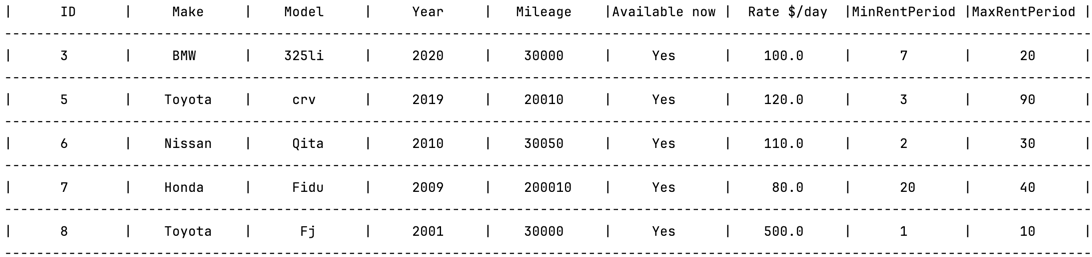 | ID | Make | Model | Year | Mileage |Available now | Rate $/day |MinRentPeriod |MaxRentPeriod |
| 3 | BMW | 325li | 2020 | 30000 | Yes | 100.0 | 7 | 20 |
| 5 | Toyota | crv | 2019 | 20010 | Yes | 120.0 | 3 | 90 |
| 6 | Nissan | Qita | 2010 | 30050 | Yes | 110.0 | 2 | 30 |
| 7 | Honda | Fidu | 2009 | 200010 | Yes | 80.0 | 20 | 40 |
| 8 | Toyota | Fj | 2001 | 30000 | Yes | 500.0 | 1 | 10 |